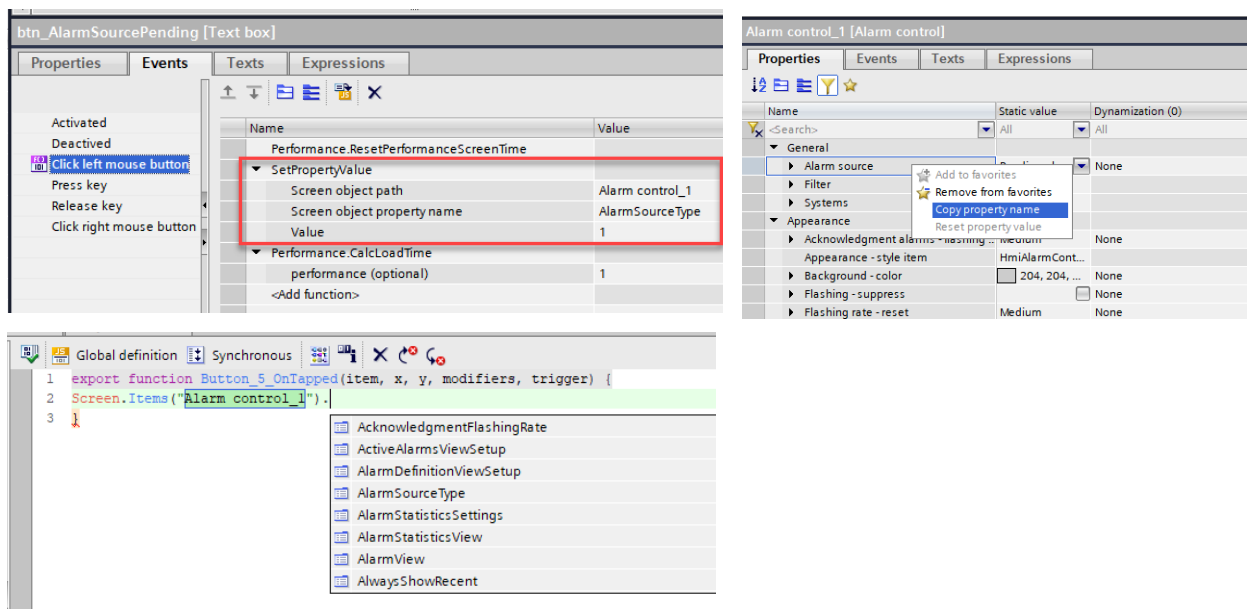 btn_AlarmSourcePending [Text box]
Properties Events Texts Expressions
Activated
Deactived
Click left mouse button
Press key
Release key
Click right mouse button
Name Value
Performance.ResetPerformanceScreenTime
SetPropertyValue
Screen object path Alarm control_1
Screen object property name AlarmSourceType
Value 1
Performance.CalcLoadTime
performance (optional) 1
<Add function>
Alarm control_1 [Alarm control]
Properties Events Texts Expressions
Name Static value Dynamization (0)
<Search> All All
General
Alarm source None
Filter
Systems
Add to favorites
Remove from favorites
Copy property name
Reset property value
Appearance
Acknowledgment alarms - flashing .. Medium None
Appearance - style item HmiAlarmCont...
Background - color 204, 204, ... None
Flashing - suppress None
Flashing rate - reset Medium None
Global definition Synchronous
1 export function Button_5_OnTapped(item, x, y, modifiers, trigger) {
2 Screen.Items("Alarm control_1").
3 }
AcknowledgmentFlashingRate
ActiveAlarmsViewSetup
AlarmDefinitionViewSetup
AlarmSourceType
AlarmStatisticsSettings
AlarmStatisticsView
AlarmView
AlwaysShowRecent